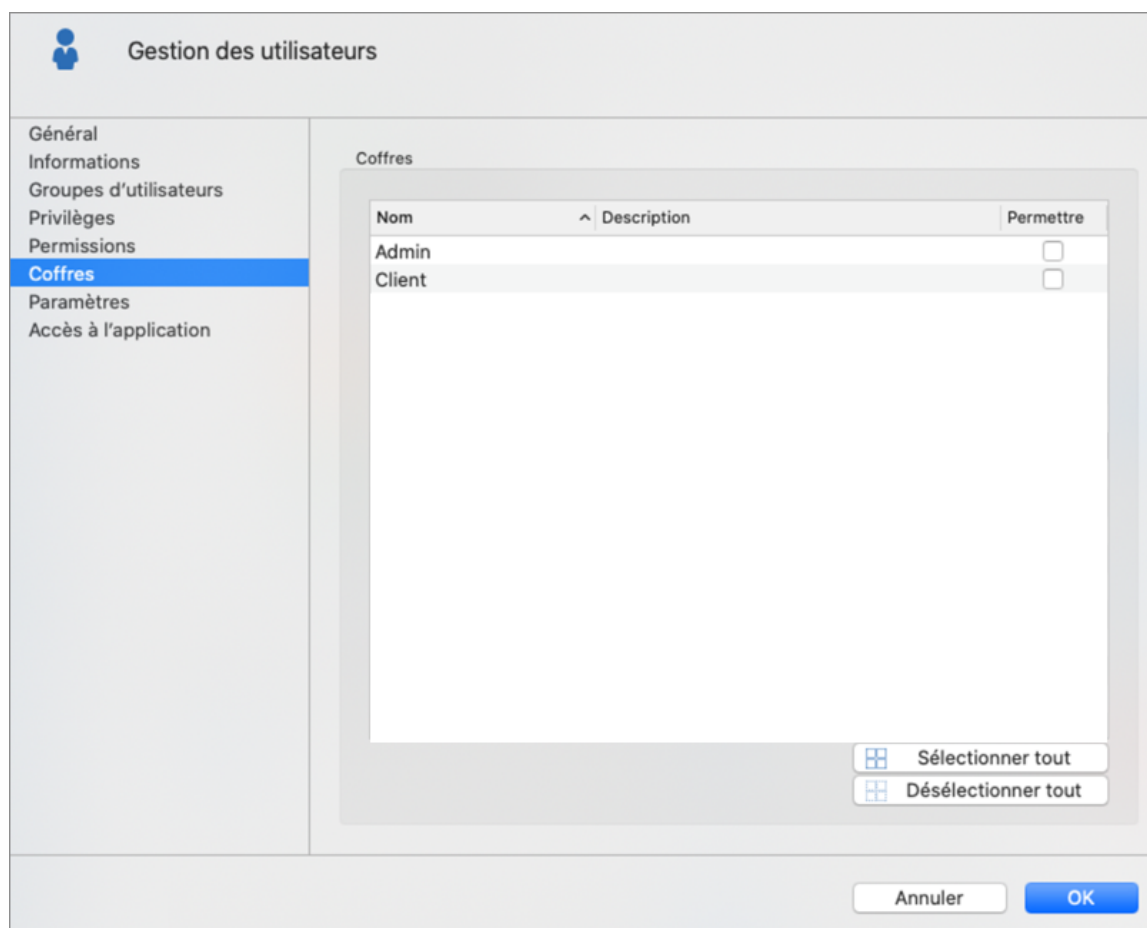 Gestion des utilisateurs
Général
Informations
Groupes d’utilisateurs
Privilèges
Permissions
Coffres
Paramètres
Accès à l’application
Coffres
Nom Description Permettre
Admin
Client
Sélectionner tout
Désélectionner tout
Annuler OK